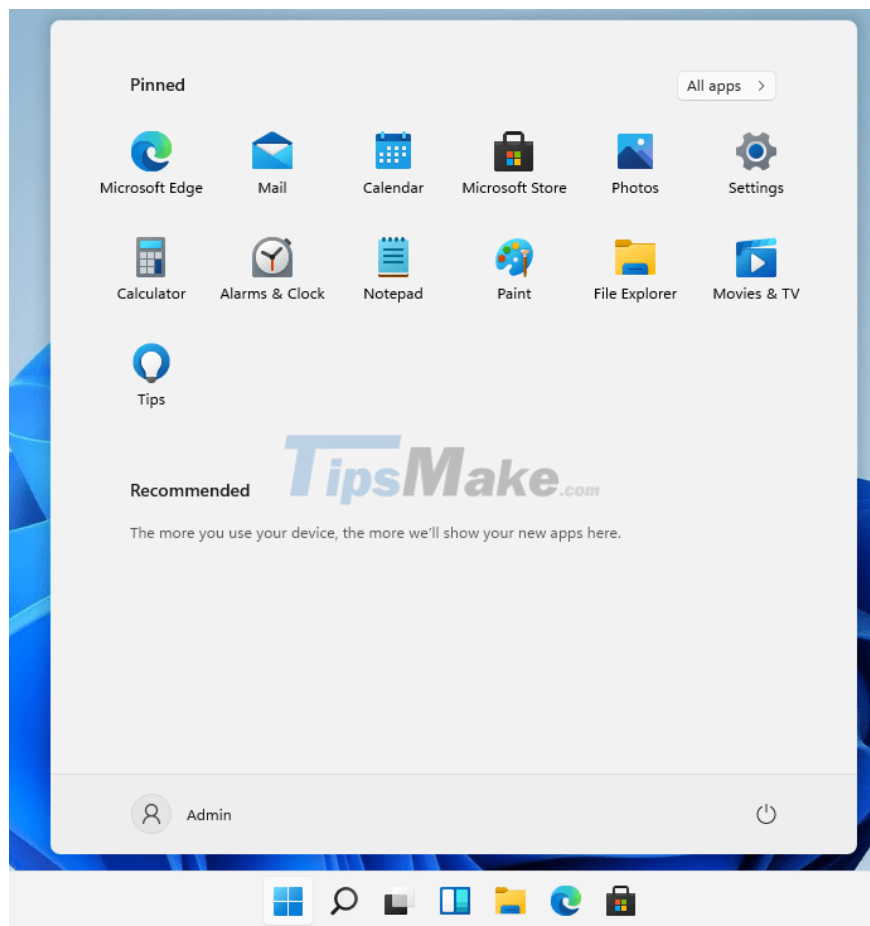 Pinned
All apps
Microsoft Edge Mail Calendar Microsoft Store Photos Settings
Calculator Alarms & Clock Notepad Paint File Explorer Movies & TV
Tips
TipsMake.com
Recommended
The more you use your device, the more we'll show your new apps here.
Admin